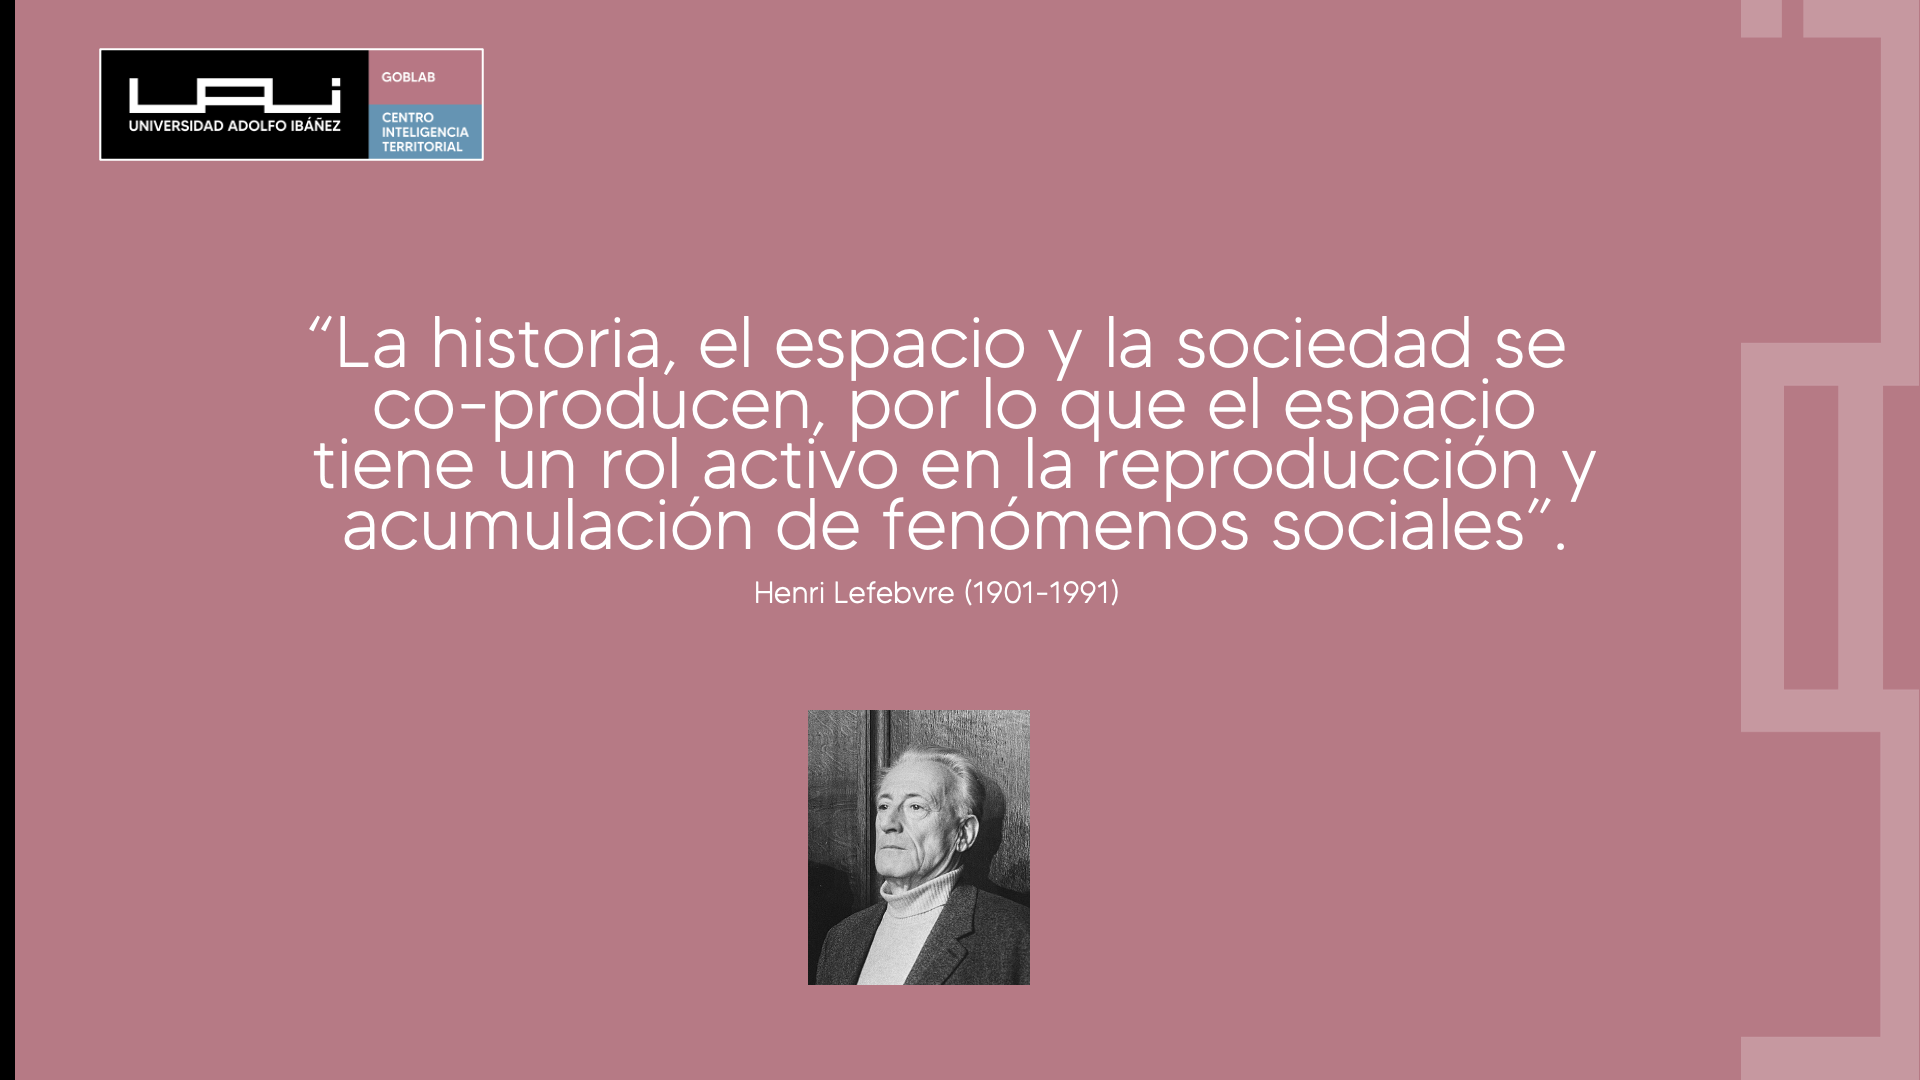 UAI
UNIVERSIDAD ADOLFO IBÁÑEZ
GOBLAB
CENTRO
INTELIGENCIA
TERRITORIAL
“La historia, el espacio y la sociedad se
co-producen, por lo que el espacio
tiene un rol activo en la reproducción y
acumulación de fenómenos sociales”.
Henri Lefebvre (1901-1991)